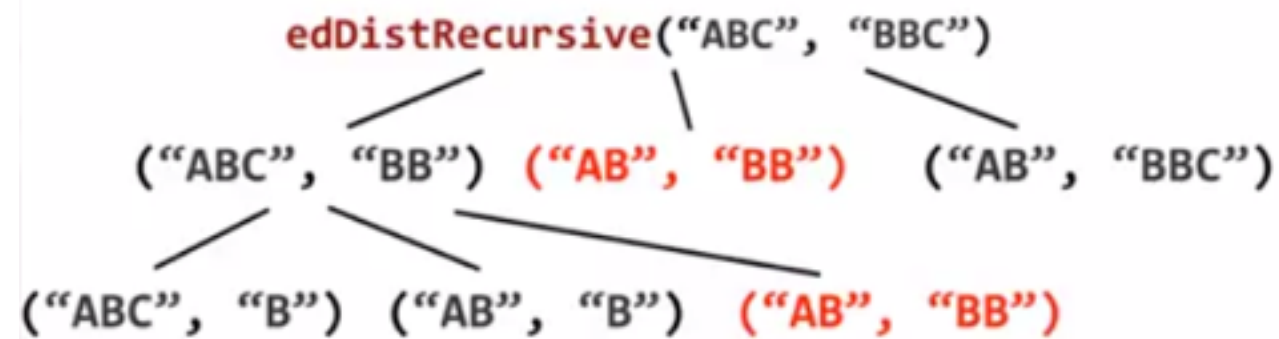 edDistRecursive(“ABC”, “BBC”)
(“ABC”, “BB”) (“AB”, “BB”) (“AB”, “BBC”)
(“ABC”, “B”) (“AB”, “B”) (“AB”, “BB”)